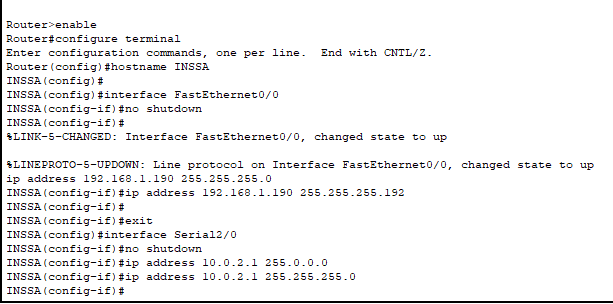 Router>enable
Router#configure terminal
Enter configuration commands, one per line.  End with CNTL/Z.
Router(config)#hostname INSSA
INSSA(config)#
INSSA(config)#interface FastEthernet0/0
INSSA(config-if)#no shutdown
INSSA(config-if)#
%LINK-5-CHANGED: Interface FastEthernet0/0, changed state to up
%LINEPROTO-5-UPDOWN: Line protocol on Interface FastEthernet0/0, changed state to up
ip address 192.168.1.190 255.255.255.0
INSSA(config-if)#ip address 192.168.1.190 255.255.255.192
INSSA(config-if)#
INSSA(config-if)#exit
INSSA(config)#interface Serial2/0
INSSA(config-if)#no shutdown
INSSA(config-if)#ip address 10.0.2.1 255.0.0.0
INSSA(config-if)#ip address 10.0.2.1 255.255.255.0
INSSA(config-if)#